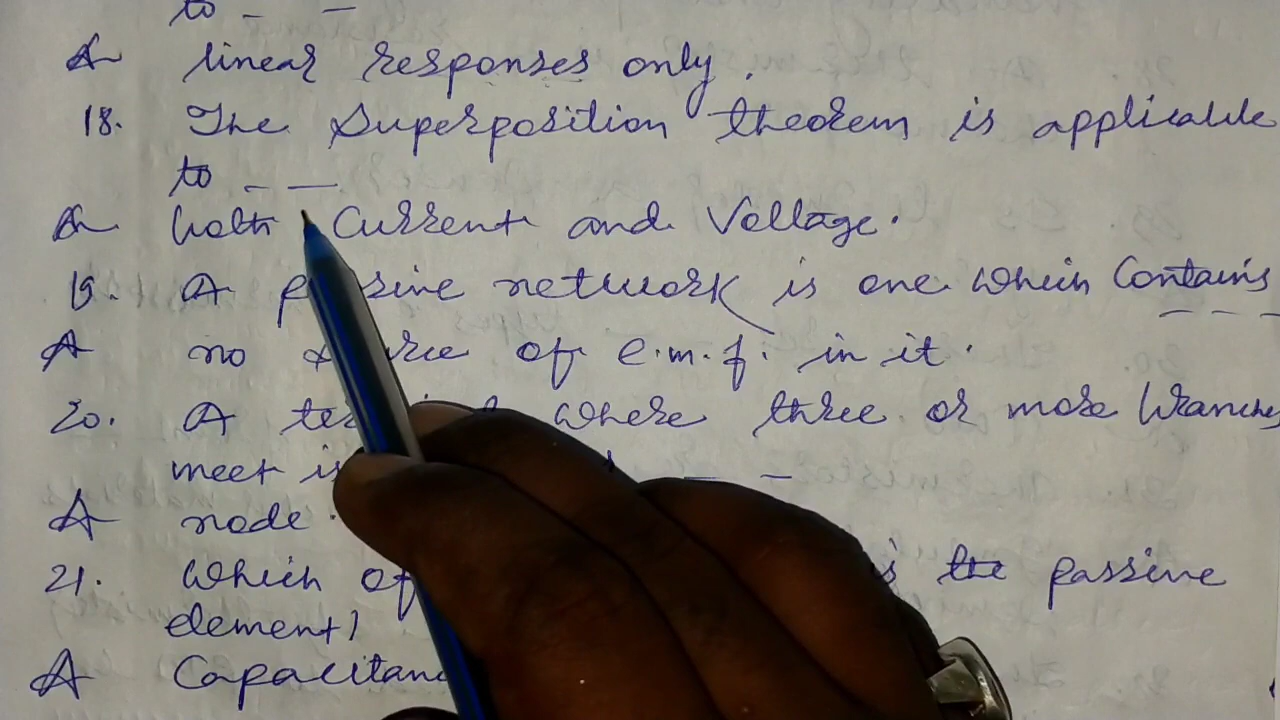 to - -
A linear responses only.
18. The Superposition theorem is applicable
to - -
A both Current and Voltage.
19. A network is one which Contains
- - -
A no of e.m.f. in it.
20. A where three or more branches
meet is - -
A node.
21. Which of the passive
element?
A